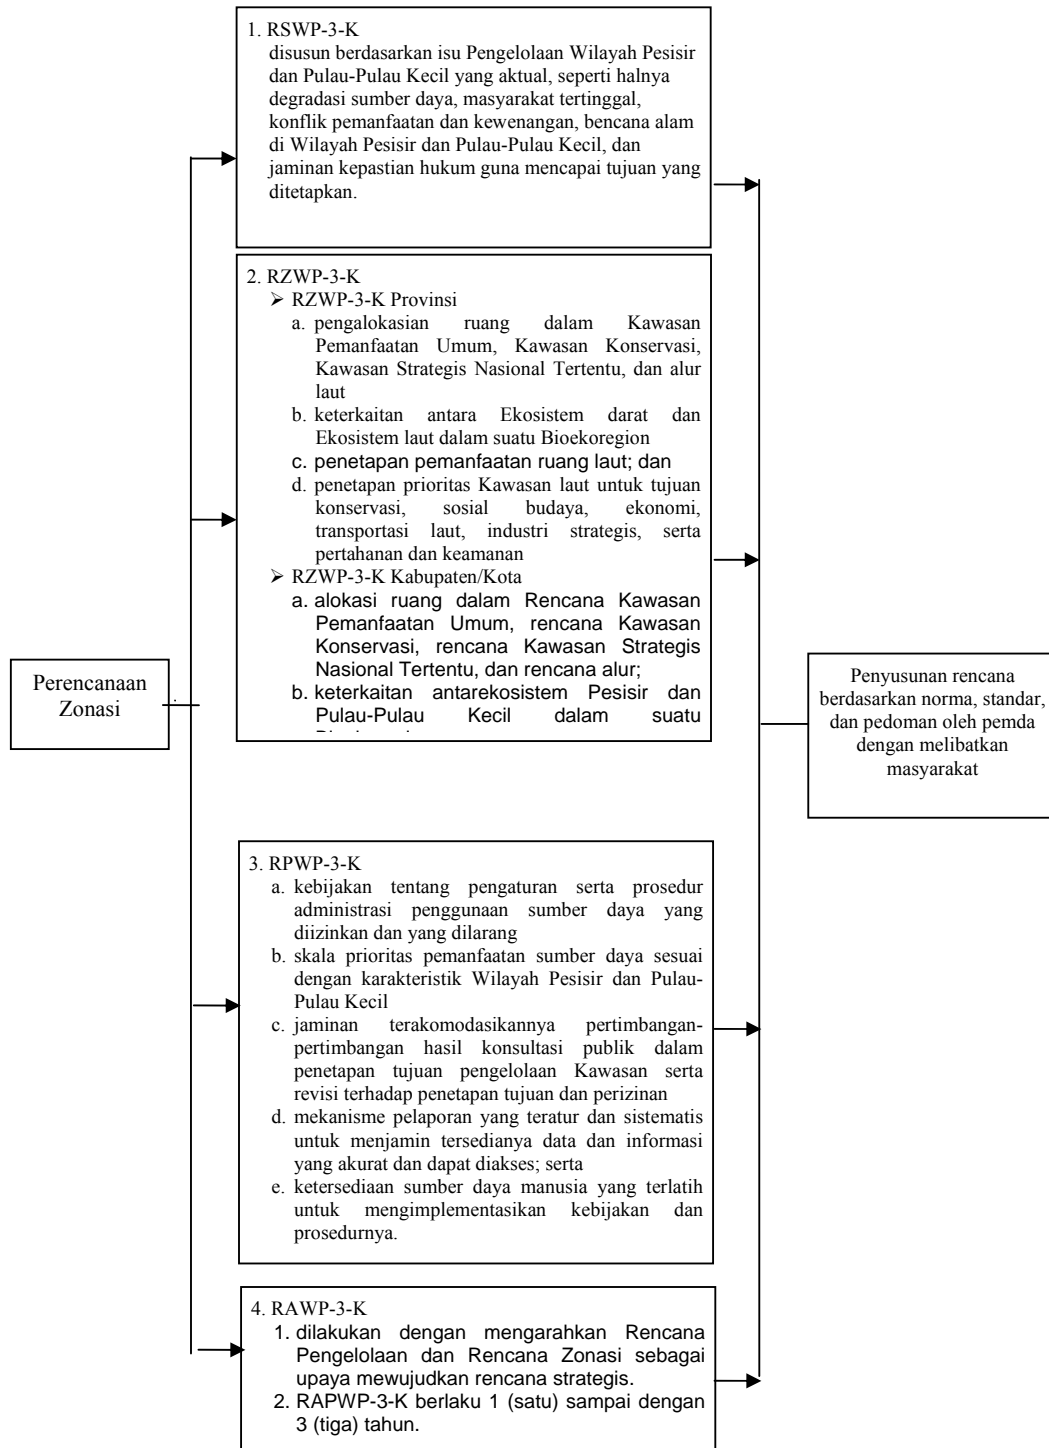 1. RSWP-3-K
disusun berdasarkan isu Pengelolaan Wilayah Pesisir
dan Pulau-Pulau Kecil yang aktual, seperti halnya
degradasi sumber daya, masyarakat tertinggal,
konflik pemanfaatan dan kewenangan, bencana alam
di Wilayah Pesisir dan Pulau-Pulau Kecil, dan
jaminan kepastian hukum guna mencapai tujuan yang
ditetapkan.
2. RZWP-3-K
➢ RZWP-3-K Provinsi
a. pengalokasian ruang dalam Kawasan
Pemanfaatan Umum, Kawasan Konservasi,
Kawasan Strategis Nasional Tertentu, dan alur
laut
b. keterkaitan antara Ekosistem darat dan
Ekosistem laut dalam suatu Bioekoregion
c. penetapan pemanfaatan ruang laut; dan
d. penetapan prioritas Kawasan laut untuk tujuan
konservasi, sosial budaya, ekonomi,
transportasi laut, industri strategis, serta
pertahanan dan keamanan
➢ RZWP-3-K Kabupaten/Kota
a. alokasi ruang dalam Rencana Kawasan
Pemanfaatan Umum, rencana Kawasan
Konservasi, rencana Kawasan Strategis
Nasional Tertentu, dan rencana alur;
b. keterkaitan antarekosistem Pesisir dan
Pulau-Pulau Kecil dalam suatu
Perencanaan
Zonasi
Penyusunan rencana
berdasarkan norma, standar,
dan pedoman oleh pemda
dengan melibatkan
masyarakat
3. RPWP-3-K
a. kebijakan tentang pengaturan serta prosedur
administrasi penggunaan sumber daya yang
diizinkan dan yang dilarang
b. skala prioritas pemanfaatan sumber daya sesuai
dengan karakteristik Wilayah Pesisir dan Pulau-
Pulau Kecil
c. jaminan terakomodasikannya pertimbangan-
pertimbangan hasil konsultasi publik dalam
penetapan tujuan pengelolaan Kawasan serta
revisi terhadap penetapan tujuan dan perizinan
d. mekanisme pelaporan yang teratur dan sistematis
untuk menjamin tersedianya data dan informasi
yang akurat dan dapat diakses; serta
e. ketersediaan sumber daya manusia yang terlatih
untuk mengimplementasikan kebijakan dan
prosedurnya.
4. RAWP-3-K
1. dilakukan dengan mengarahkan Rencana
Pengelolaan dan Rencana Zonasi sebagai
upaya mewujudkan rencana strategis.
2. RAPWP-3-K berlaku 1 (satu) sampai dengan
3 (tiga) tahun.